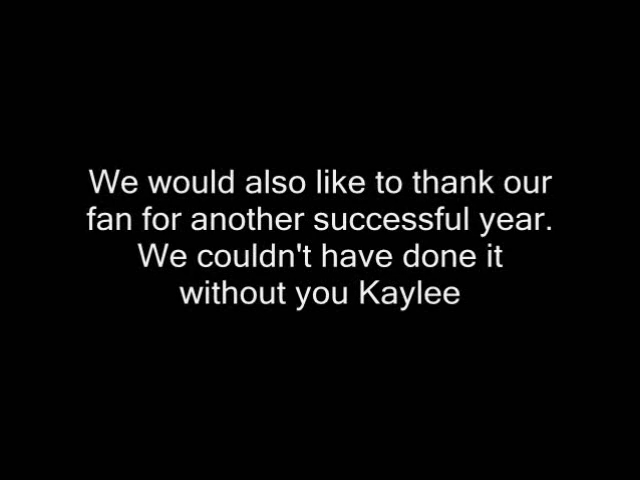 We would also like to thank our
fan for another successful year.
We couldn't have done it
without you Kaylee